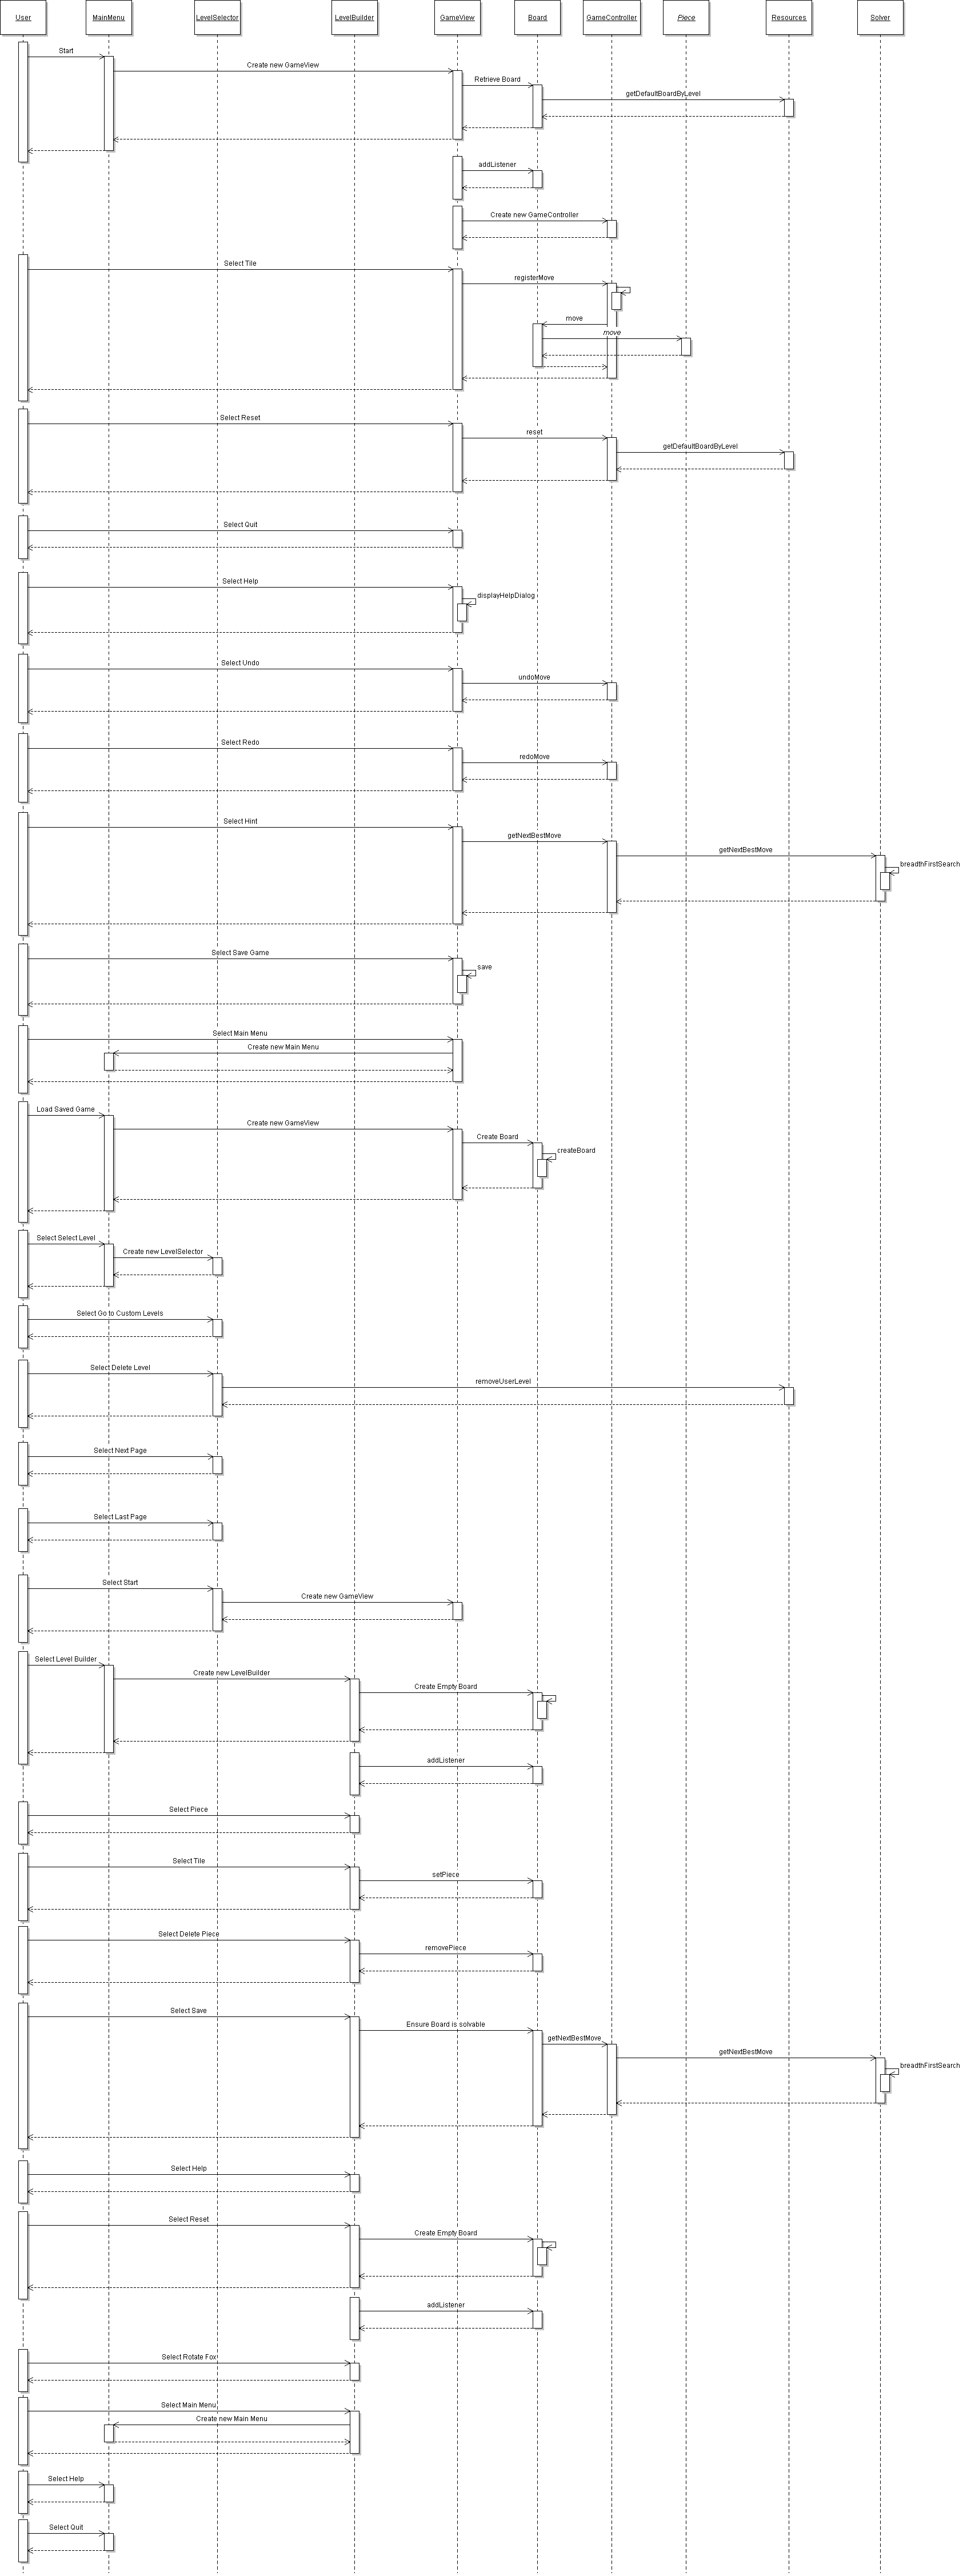 User
MainMenu
LevelSelector
LevelBuilder
GameView
Board
GameController
Piece
Resources
Solver
Start
Create new GameView
Retrieve Board
getDefaultBoardByLevel
addListener
Create new GameController
Select Tile
registerMove
move
move
Select Reset
reset
getDefaultBoardByLevel
Select Quit
Select Help
displayHelpDialog
Select Undo
undoMove
Select Redo
redoMove
Select Hint
getNextBestMove
getNextBestMove
breadthFirstSearch
Select Save Game
save
Select Main Menu
Create new Main Menu
Load Saved Game
Create new GameView
Create Board
createBoard
Select Select Level
Create new LevelSelector
Select Go to Custom Levels
Select Delete Level
removeUserLevel
Select Next Page
Select Last Page
Select Start
Create new GameView
Select Level Builder
Create new LevelBuilder
Create Empty Board
addListener
Select Piece
Select Tile
setPiece
Select Delete Piece
removePiece
Select Save
Ensure Board is solvable
getNextBestMove
getNextBestMove
breadthFirstSearch
Select Help
Select Reset
Create Empty Board
addListener
Select Rotate Fox
Select Main Menu
Create new Main Menu
Select Help
Select Quit